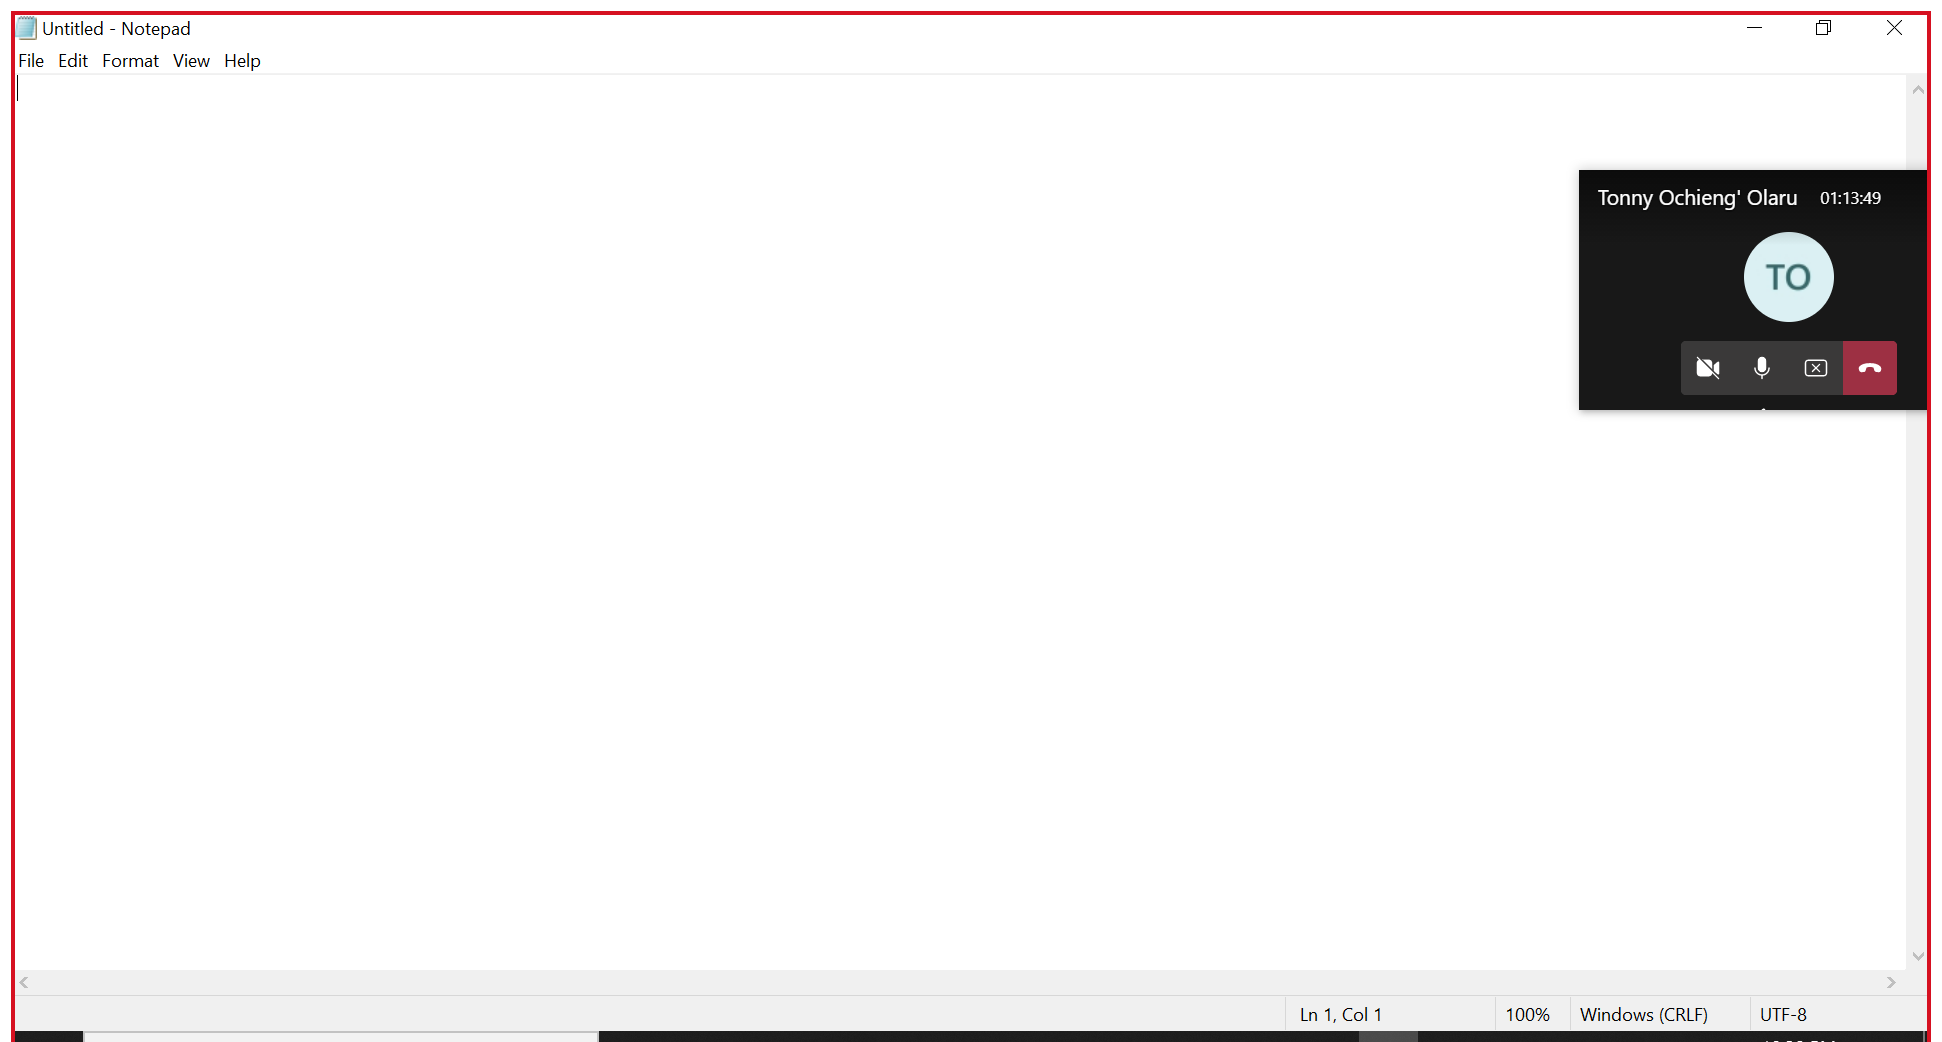 Untitled - Notepad
File Edit Format View Help
Tonny Ochieng' Olaru 01:13:49
TO
Ln 1, Col 1 100% Windows (CRLF) UTF-8